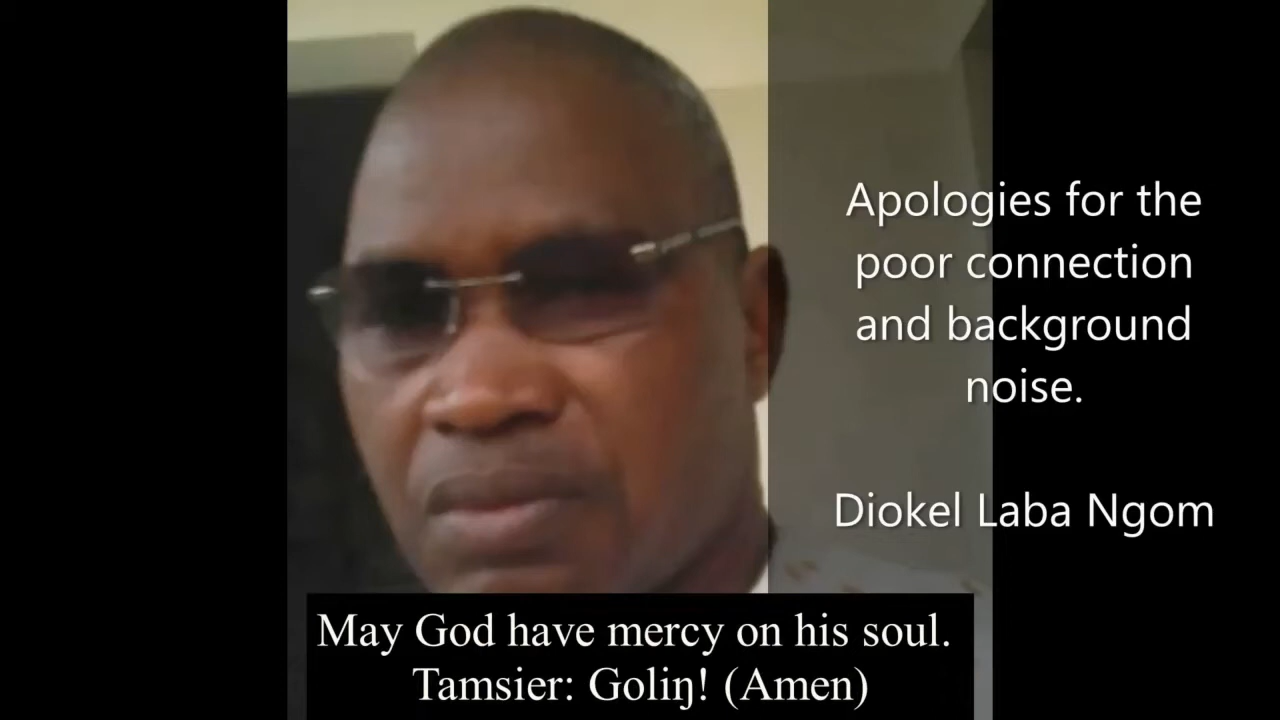 Apologies for the
poor connection
and background
noise.
Diokel Laba Ngom
May God have mercy on his soul.
Tamsier: Goliŋ! (Amen)